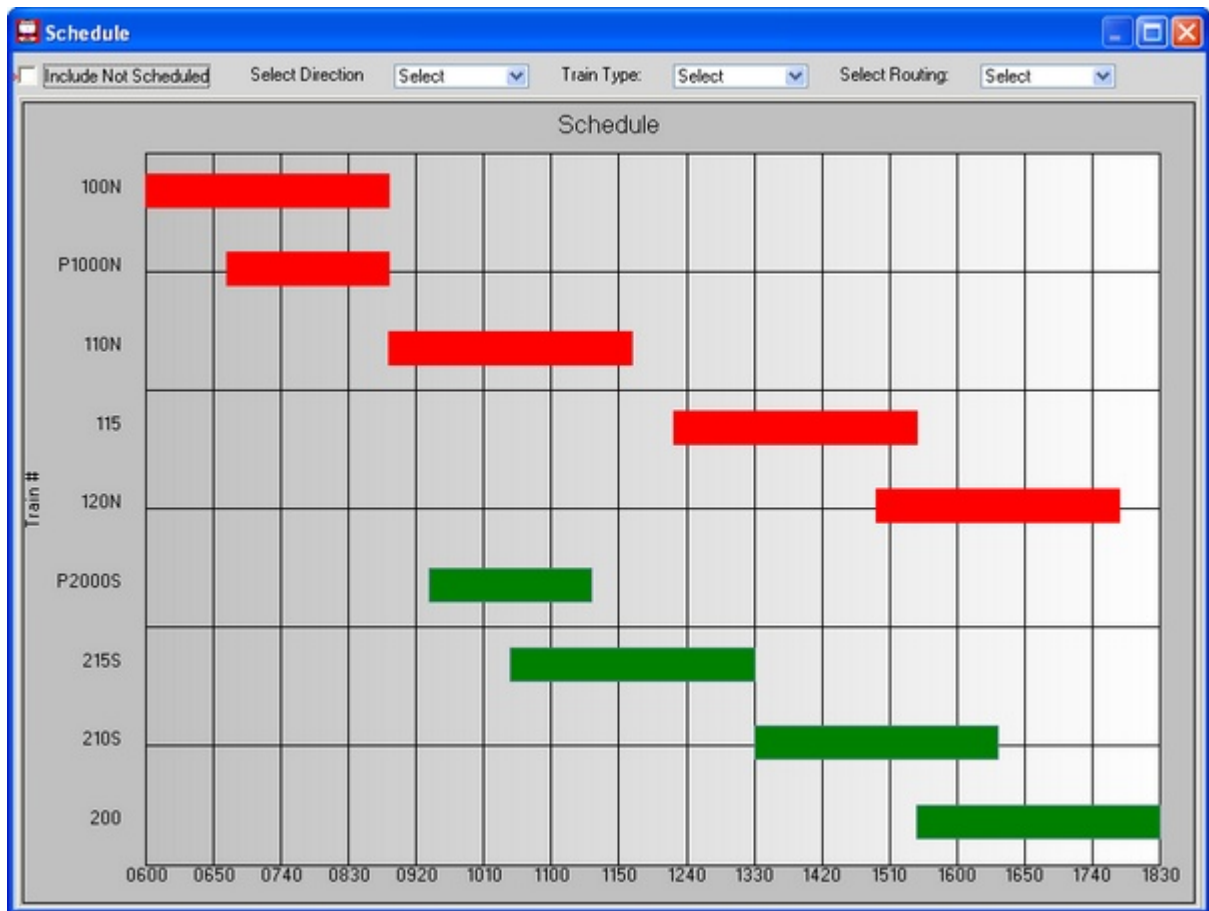 Schedule
Include Not Scheduled Select Direction Select Train Type: Select Select Routing: Select
Schedule
100N
P1000N
110N
115
Train #
120N
P2000S
215S
210S
200
0600 0650 0740 0830 0920 1010 1100 1150 1240 1330 1420 1510 1600 1650 1740 1830